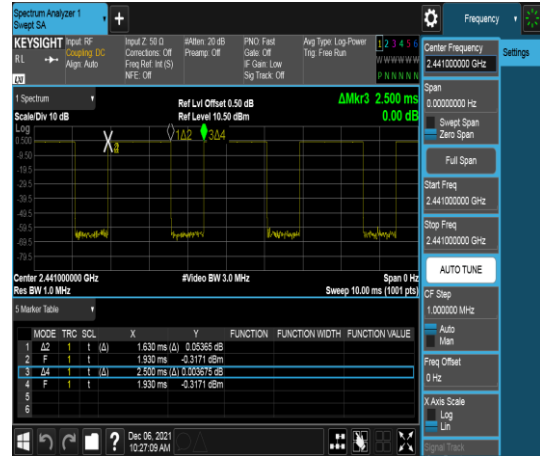 Spectrum Analyzer 1
Swept SA
+
Frequency
KEYSIGHT
Input: RF
Coupling: DC
Align: Auto
R L
LXI
Input Z: 50 Ω
Corrections: Off
Freq Ref: Int (S)
NFE: Off
#Atten: 20 dB
Preamp: Off
PNO: Fast
Gate: Off
IF Gain: Low
Sig Track: Off
Avg Type: Log-Power
Trig: Free Run
1 2 3 4 5 6
W W W W W W
P N N N N N
Center Frequency
2.441000000 GHz
Settings
Span
0.00000000 Hz
Swept Span
Zero Span
Full Span
Start Freq
2.441000000 GHz
Stop Freq
2.441000000 GHz
AUTO TUNE
CF Step
1.000000 MHz
Auto
Man
Freq Offset
0 Hz
X Axis Scale
Log
Lin
Signal Track
1 Spectrum
Scale/Div 10 dB
Ref Lvl Offset 0.50 dB
Ref Level 10.50 dBm
ΔMkr3 2.500 ms
0.00 dB
Log
0.500
-9.50
-19.5
-29.5
-39.5
-49.5
-59.5
-69.5
-79.5
1Δ2
3Δ4
Center 2.441000000 GHz
Res BW 1.0 MHz
#Video BW 3.0 MHz
Span 0 Hz
Sweep 10.00 ms (1001 pts)
5 Marker Table
MODE TRC SCL X Y FUNCTION FUNCTION WIDTH FUNCTION VALUE
1 Δ2 1 t (Δ) 1.630 ms (Δ) 0.05365 dB
2 F 1 t 1.930 ms -0.3171 dBm
3 Δ4 1 t (Δ) 2.500 ms (Δ) 0.003675 dB
4 F 1 t 1.930 ms -0.3171 dBm
5
6
?
Dec 06, 2021
10:27:09 AM